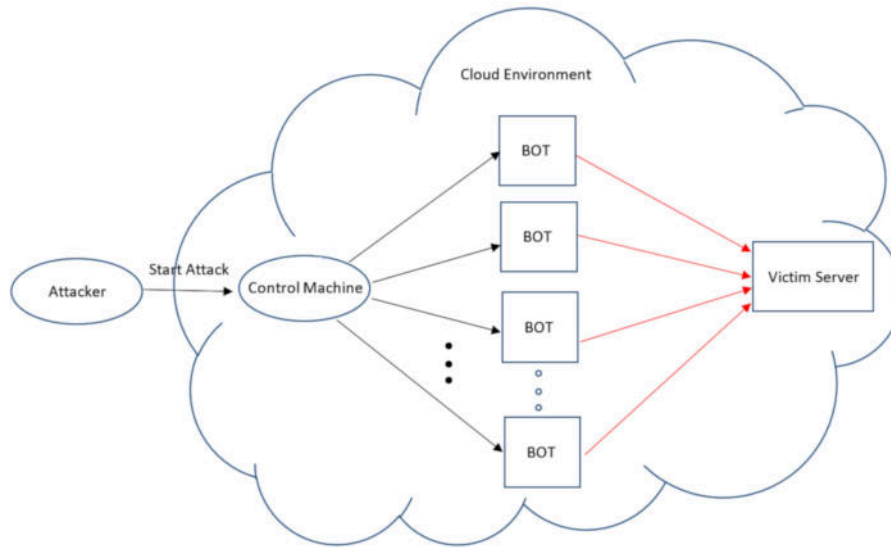 Cloud Environment
BOT
BOT
Start Attack
Attacker
Control Machine
Victim Server
BOT
BOT